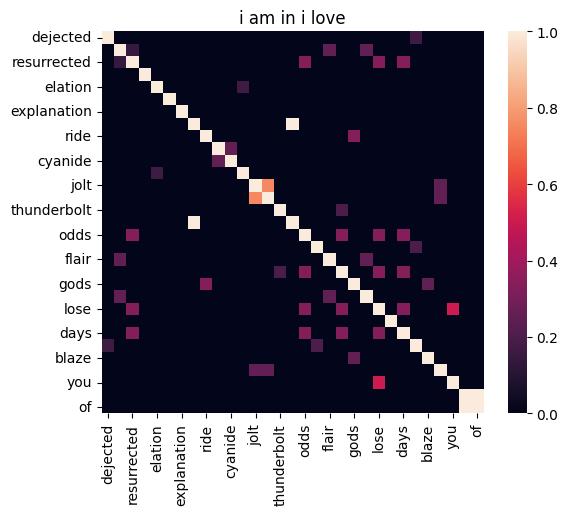 i am in i love
dejected
resurrected
elation
explanation
ride
cyanide
jolt
thunderbolt
odds
flair
gods
lose
days
blaze
you
of
dejected
resurrected
elation
explanation
ride
cyanide
jolt
thunderbolt
odds
flair
gods
lose
days
blaze
you
of
1.0
0.8
0.6
0.4
0.2
0.0